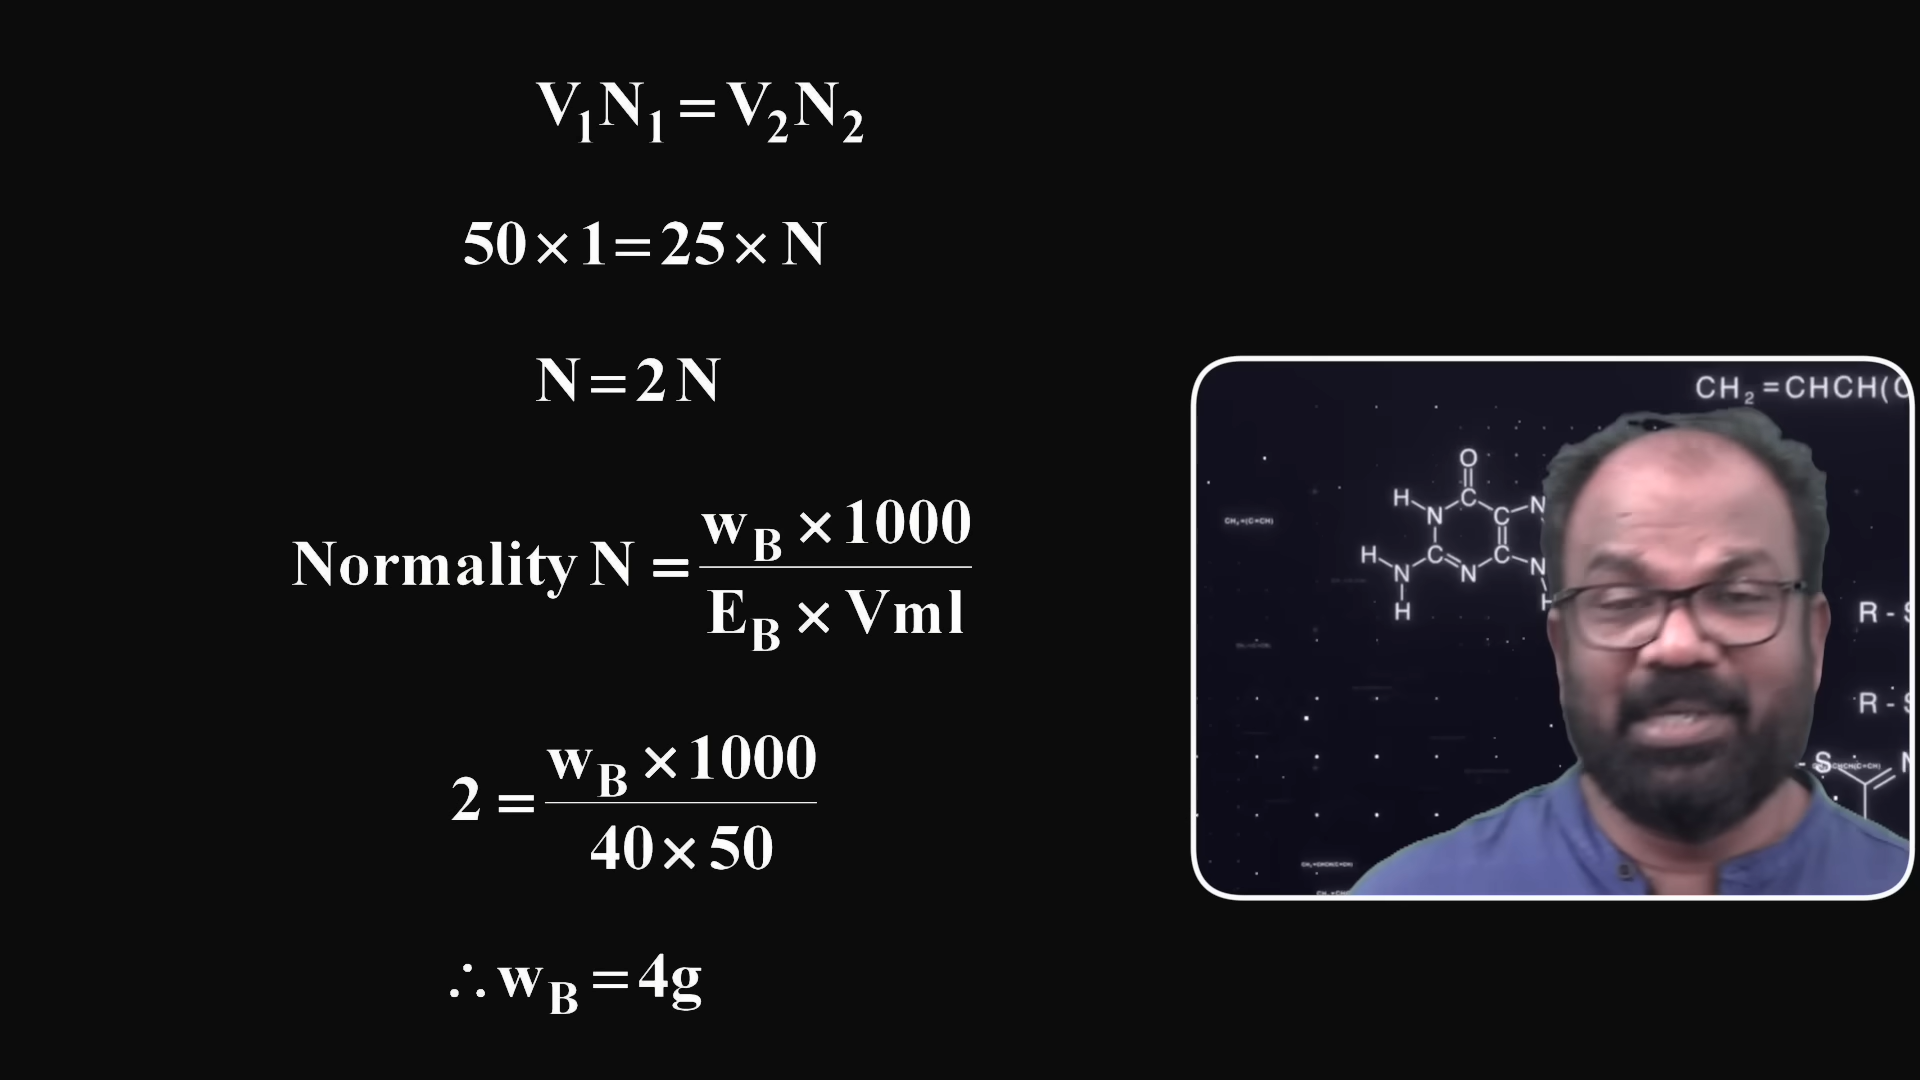 V₁N₁ = V₂N₂
50 × 1 = 25 × N
N = 2 N
Normality N = (w_B × 1000) / (E_B × Vml)
2 = (w_B × 1000) / (40 × 50)
∴ w_B = 4g
CH₂=CHCH(C
O
H
N
C
N
C
H
N
C
N
C
N
H
H
R - S
R - S
- S
N